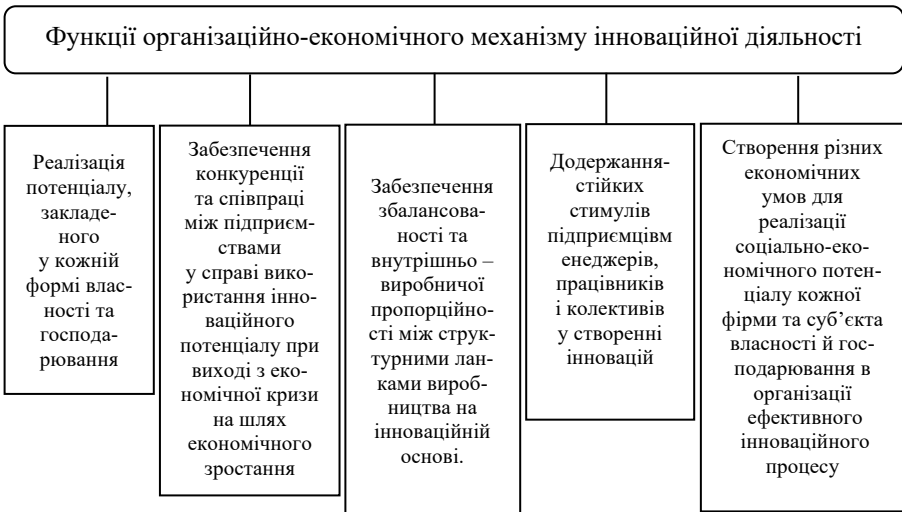 Функції організаційно-економічного механізму інноваційної діяльності
Реалізація
потенціалу,
закладе-
ного
у кожній
формі влас-
ності та
господа-
рювання
Забезпечення
конкуренції
та співпраці
між підприєм-
ствами
у справі вико-
ристання інно-
ваційного
потенціалу при
виході з еко-
номічної кризи
на шлях
економічного
зростання
Забезпечення
збалансова-
ності та
внутрішньо –
виробничої
пропорційно-
сті між струк-
турними лан-
ками вироб-
ництва на
інноваційній
основі.
Додержання-
стійких
стимулів
підприємцівм
енеджерів,
працівників
і колективів
у створенні
інновацій
Створення різних
економічних
умов для
реалізації
соціально-еко-
номічного потен-
ціалу кожної
фірми та суб’єкта
власності й гос-
подарювання в
організації
ефективного
інноваційного
процесу